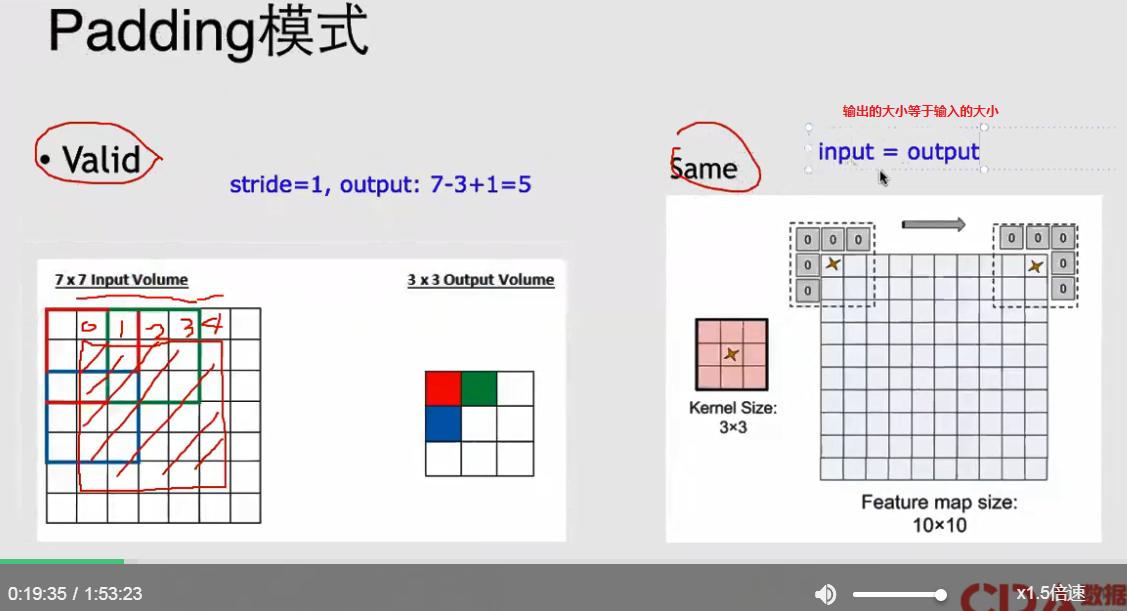 Padding模式
• Valid
stride=1, output: 7-3+1=5
输出的大小等于输入的大小
Same
input = output
7 x 7 Input Volume
3 x 3 Output Volume
0 1 2 3 4
0 0 0
0
0
0 0 0
0
0
Kernel Size:
3×3
Feature map size:
10×10
0:19:35 / 1:53:23
x1.5倍速
数据